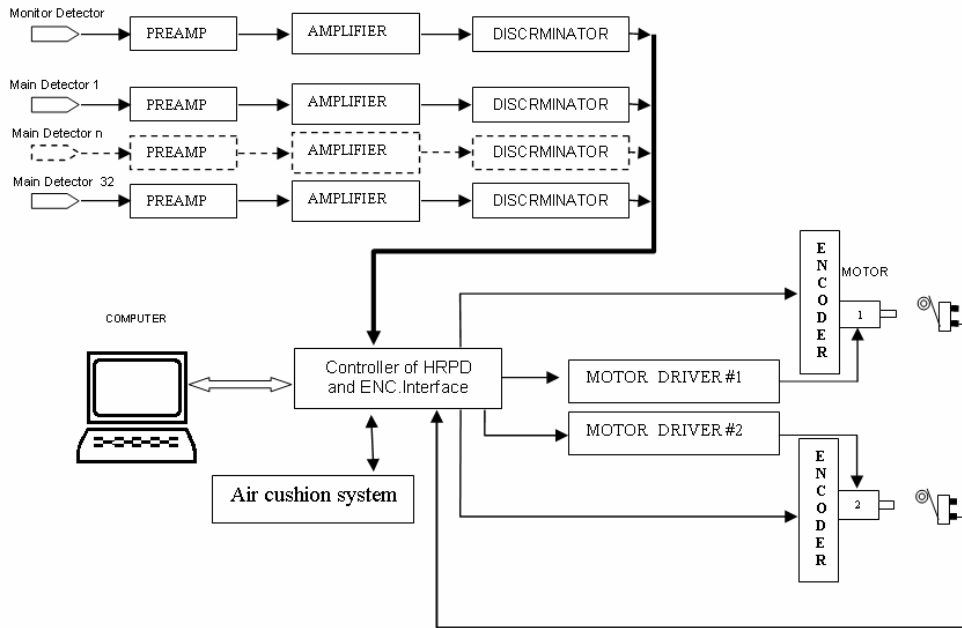 Monitor Detector
PREAMP
AMPLIFIER
DISCRMINATOR
Main Detector 1
PREAMP
AMPLIFIER
DISCRMINATOR
Main Detector n
PREAMP
AMPLIFIER
DISCRMINATOR
Main Detector 32
PREAMP
AMPLIFIER
DISCRMINATOR
ENCODER
MOTOR
1
COMPUTER
Controller of HRPD
and ENC.Interface
MOTOR DRIVER #1
MOTOR DRIVER #2
Air cushion system
ENCODER
2